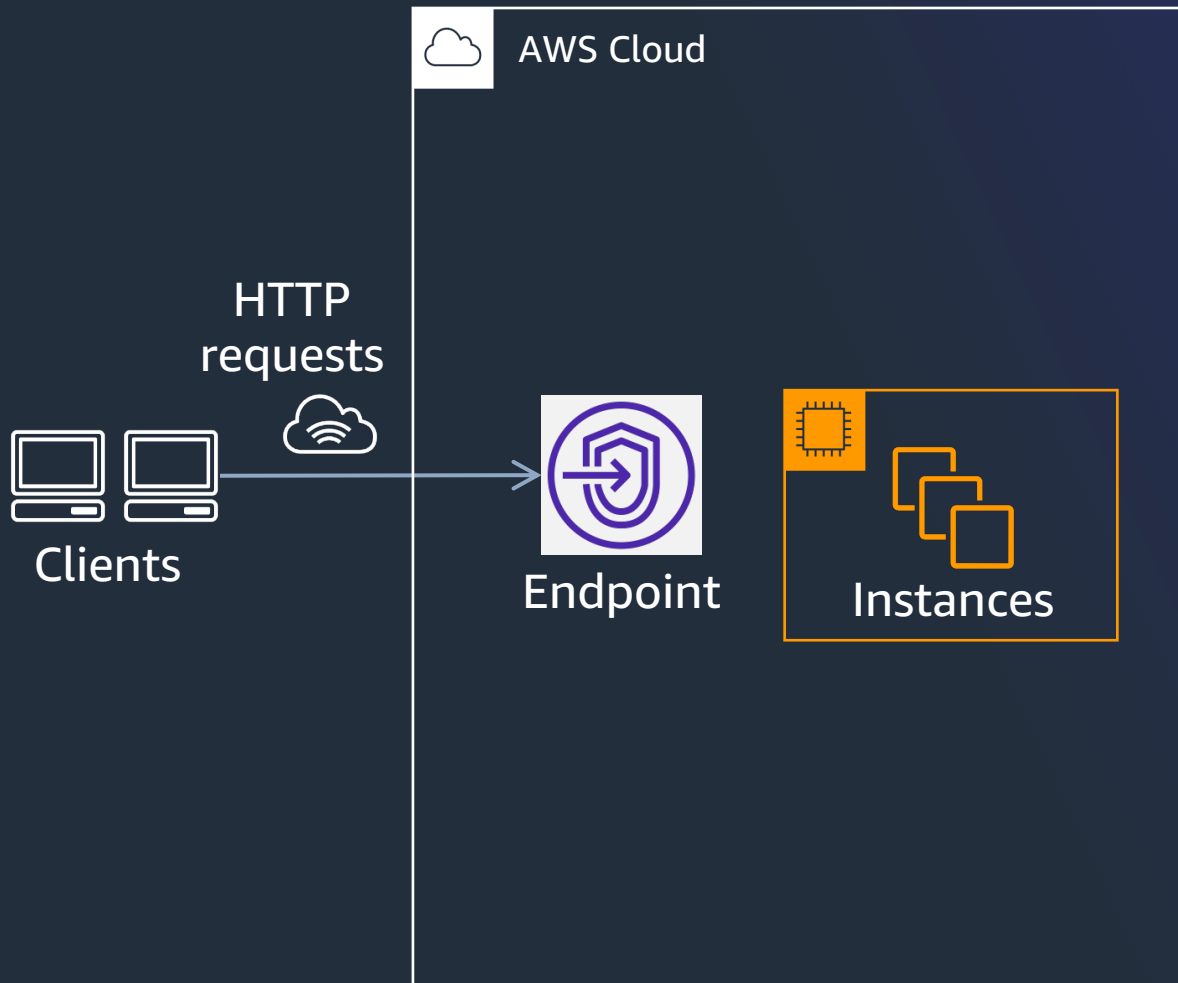 AWS Cloud
HTTP
requests
Clients
Endpoint
Instances